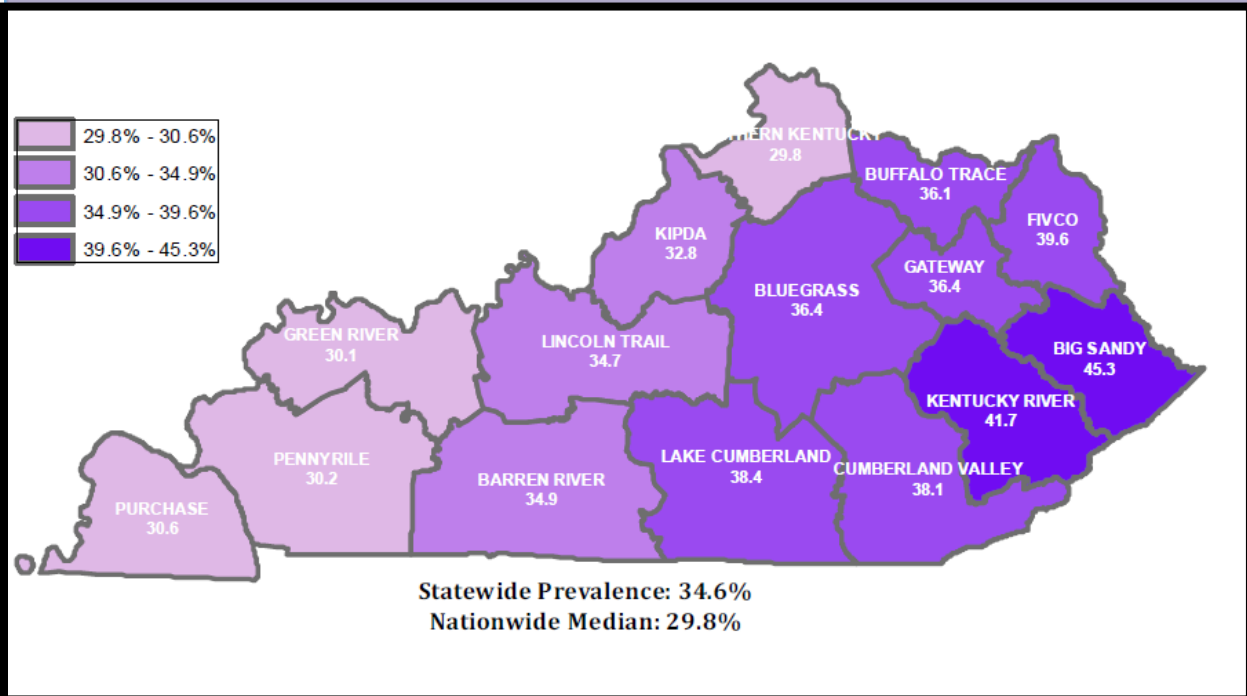 29.8% - 30.6%
30.6% - 34.9%
34.9% - 39.6%
39.6% - 45.3%
THERN KENTUCKY
29.8
BUFFALO TRACE
36.1
FIVCO
39.6
KIPDA
32.8
GATEWAY
36.4
BLUEGRASS
36.4
GREEN RIVER
30.1
LINCOLN TRAIL
34.7
BIG SANDY
45.3
KENTUCKY RIVER
41.7
PENNYRILE
30.2
BARREN RIVER
34.9
LAKE CUMBERLAND
38.4
CUMBERLAND VALLEY
38.1
PURCHASE
30.6
Statewide Prevalence: 34.6%
Nationwide Median: 29.8%